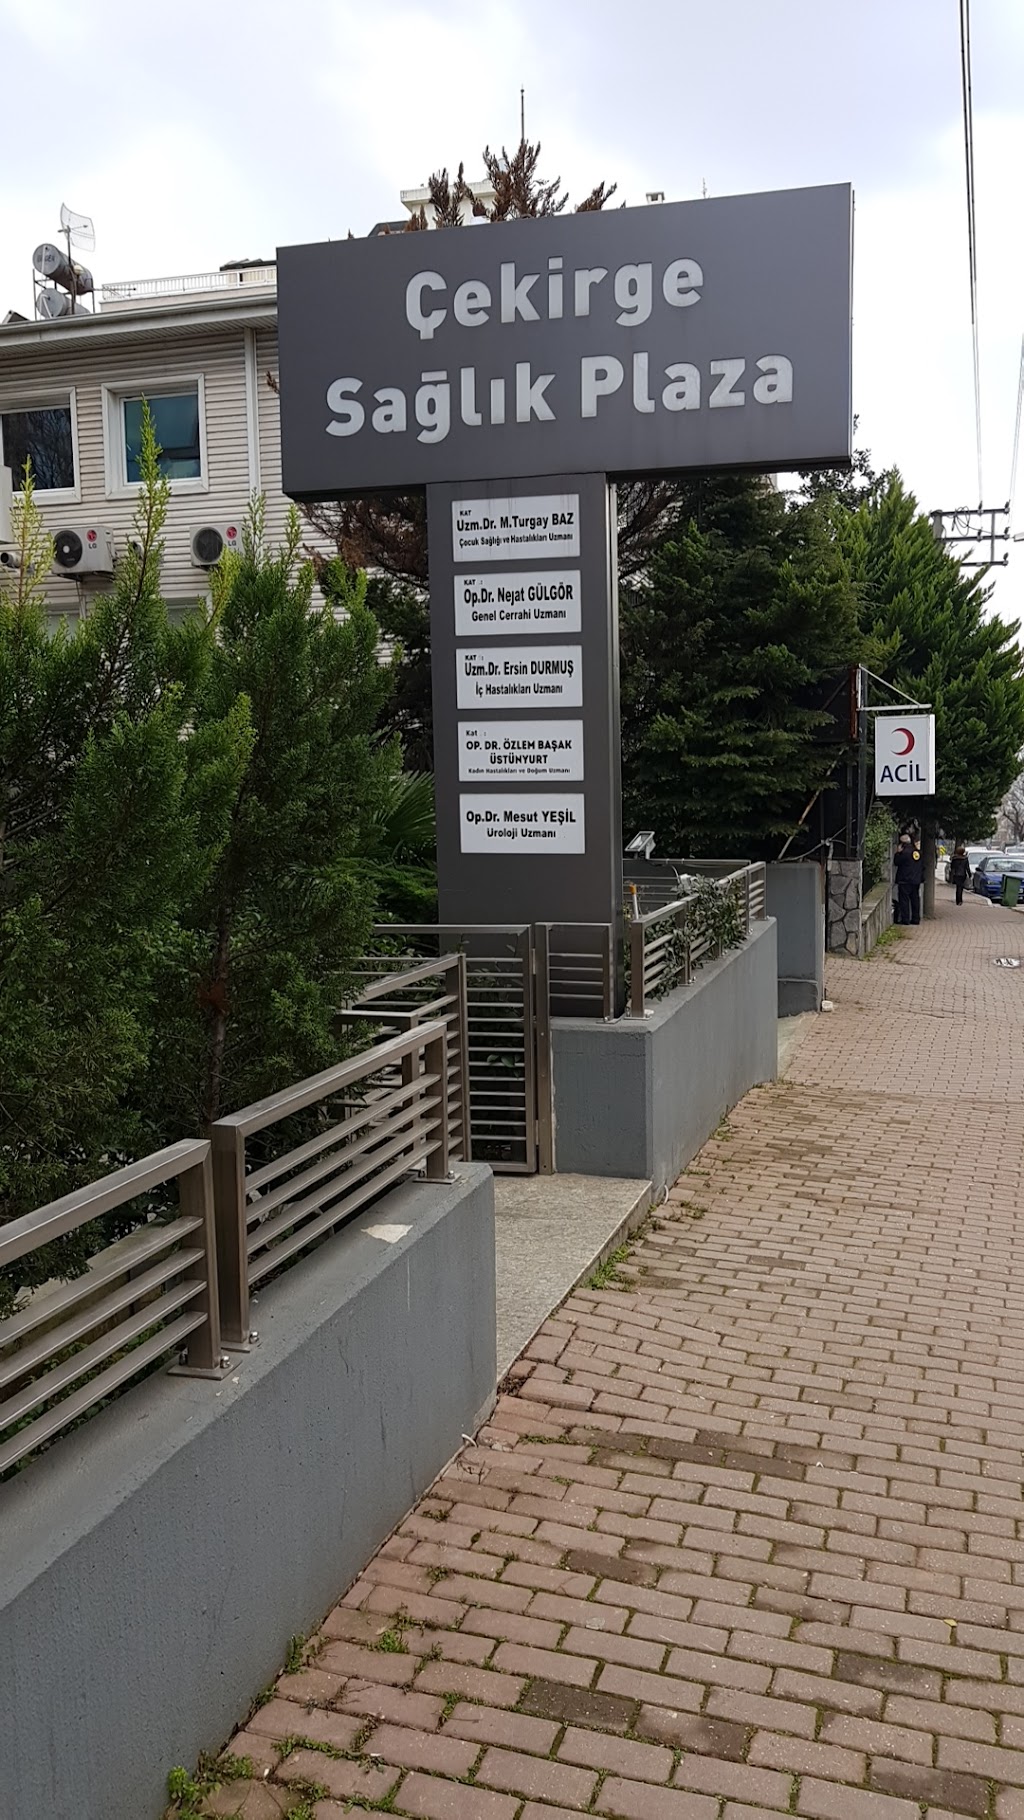 Çekirge
Sağlık Plaza
KAT
Uzm.Dr. M.Turgay BAZ
Çocuk Sağlığı ve Hastalıkları Uzmanı
KAT :
Op.Dr. Nejat GÜLGÖR
Genel Cerrahi Uzmanı
KAT :
Uzm.Dr. Ersin DURMUŞ
İç Hastalıkları Uzmanı
Kat :
OP. DR. ÖZLEM BAŞAK
ÜSTÜNYURT
Kadın Hastalıkları ve Doğum Uzmanı
Op.Dr. Mesut YEŞİL
Üroloji Uzmanı
ACİL
LG
LG